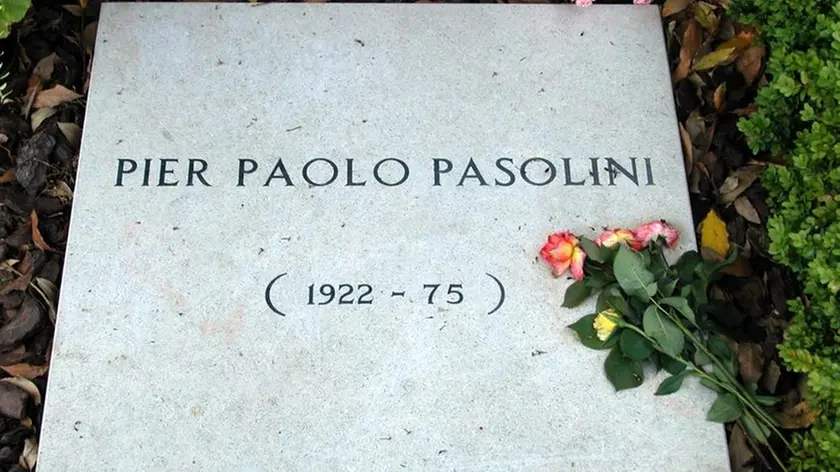 PIER PAOLO PASOLINI
( 1922 - 75 )